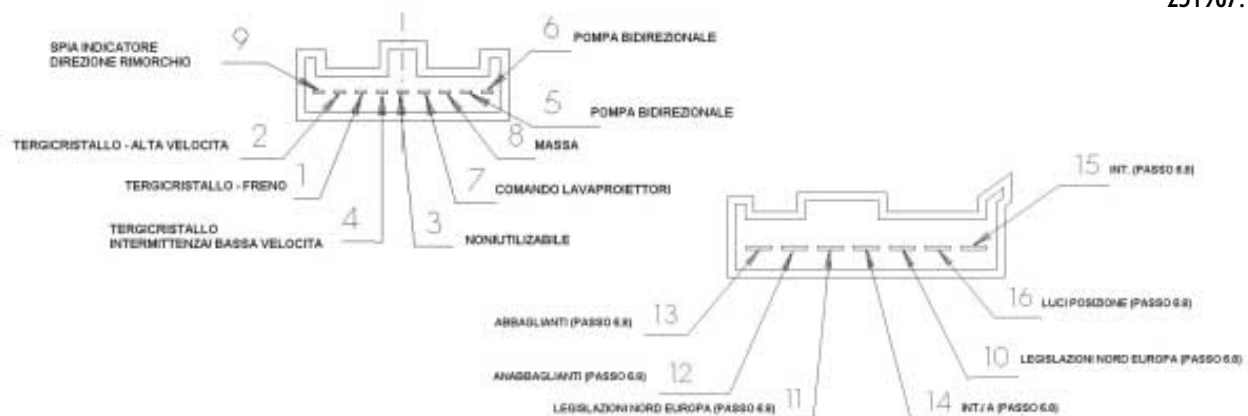 9
SPIA INDICATORE
DIREZIONE RIMORCHIO
6
POMPA BIDIREZIONALE
5
POMPA BIDIREZIONALE
TERGICRISTALLO - ALTA VELOCITA
2
8
MASSA
TERGICRISTALLO - FRENO
1
7
COMANDO LAVAPROIETTORI
TERGICRISTALLO
INTERMITTENZA/ BASSA VELOCITA
4
3
NONIUTILIZABILE
15
INT. (PASSO 6.8)
16
LUCI POSIZIONE (PASSO 6.8)
ABBAGLIANTI (PASSO 6.8)
13
10
LEGISLAZIONI NORD EUROPA (PASSO 6.8)
ANABBAGLIANTI (PASSO 6.8)
12
LEGISLAZIONI NORD EUROPA (PASSO 6.8)
11
14
INT./ A (PASSO 6.8)